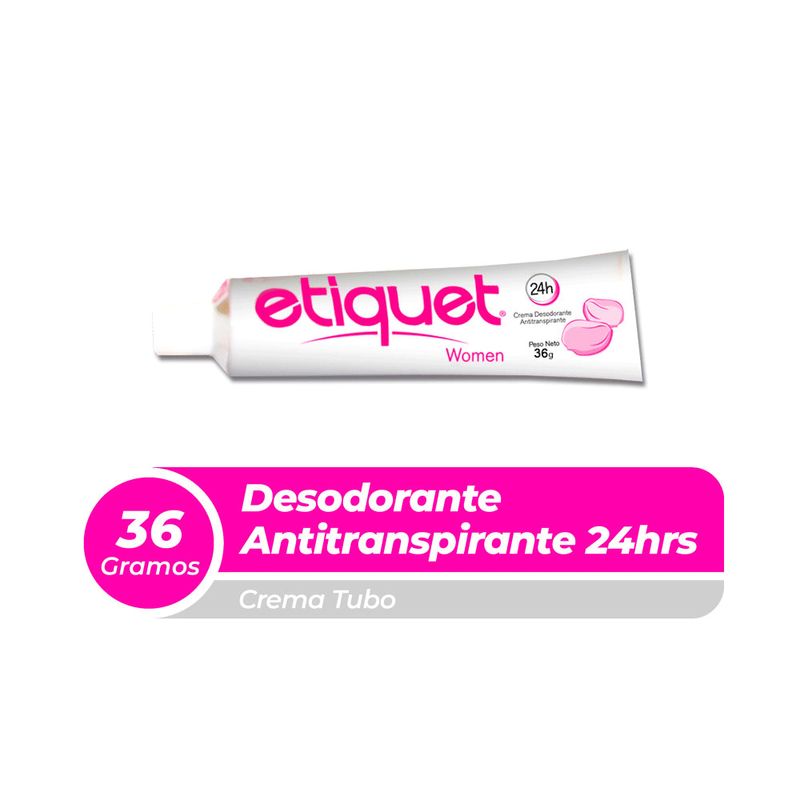 etiquet®
Women
24h
Crema Desodorante
Antitranspirante
Peso Neto
36g
36
Gramos
Desodorante
Antitranspirante 24hrs
Crema Tubo